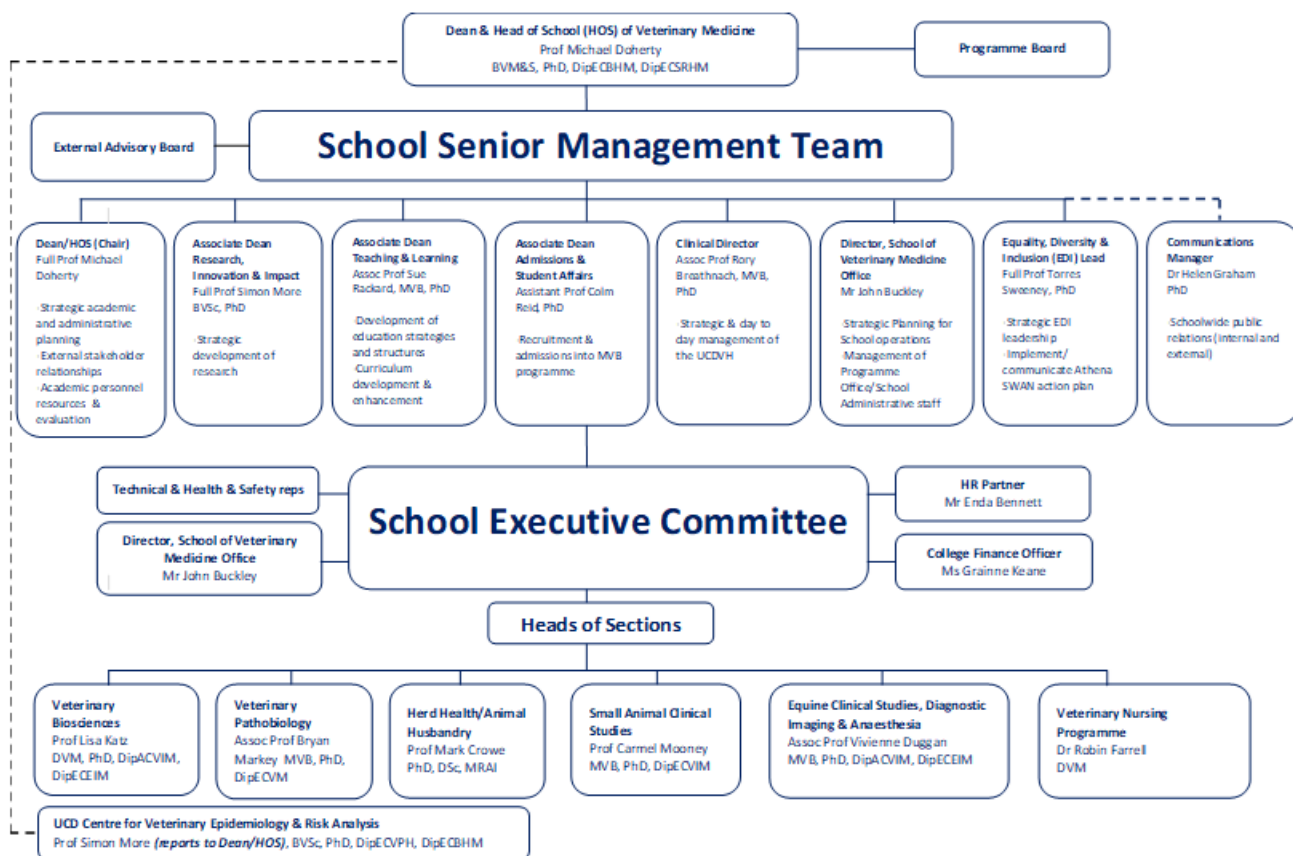 Dean & Head of School (HOS) of Veterinary Medicine
Prof Michael Doherty
BVM&S, PhD, DipECBHM, DipECSRHM
Programme Board
External Advisory Board
School Senior Management Team
Dean/HOS (Chair)
Full Prof Michael
Doherty
·Strategic academic
and administrative
planning
·External stakeholder
relationships
·Academic personnel
resources &
evaluation
Associate Dean
Research,
Innovation & Impact
Full Prof Simon More
BVSc, PhD
·Strategic
development of
research
Associate Dean
Teaching & Learning
Assoc Prof Sue
Rackard, MVB, PhD
·Development of
education strategies
and structures
·Curriculum
development &
enhancement
Associate Dean
Admissions &
Student Affairs
Assistant Prof Colm
Reid, PhD
·Recruitment &
admissions into MVB
programme
Clinical Director
Assoc Prof Rory
Breathnach, MVB,
PhD
·Strategic & day to
day management of
the UCDVH
Director, School of
Veterinary Medicine
Office
Mr John Buckley
·Strategic Planning for
School operations
·Management of
Programme
Office/School
Administrative staff
Equality, Diversity &
Inclusion (EDI) Lead
Full Prof Torres
Sweeney, PhD
·Strategic EDI
leadership
·Implement/
communicate Athena
SWAN action plan
Communications
Manager
Dr Helen Graham
PhD
·Schoolwide public
relations (internal and
external)
Technical & Health & Safety reps
Director, School of Veterinary
Medicine Office
Mr John Buckley
School Executive Committee
HR Partner
Mr Enda Bennett
College Finance Officer
Ms Grainne Keane
Heads of Sections
Veterinary
Biosciences
Prof Lisa Katz
DVM, PhD, DipACVIM,
DipECEIM
Veterinary
Pathobiology
Assoc Prof Bryan
Markey MVB, PhD,
DipECVM
Herd Health/Animal
Husbandry
Prof Mark Crowe
PhD, DSc, MRAI
Small Animal Clinical
Studies
Prof Carmel Mooney
MVB, PhD, DipECVIM
Equine Clinical Studies, Diagnostic
Imaging & Anaesthesia
Assoc Prof Vivienne Duggan
MVB, PhD, DipACVIM, DipECEIM
Veterinary Nursing
Programme
Dr Robin Farrell
DVM
UCD Centre for Veterinary Epidemiology & Risk Analysis
Prof Simon More (reports to Dean/HOS), BVSc, PhD, DipECVPH, DipECBHM